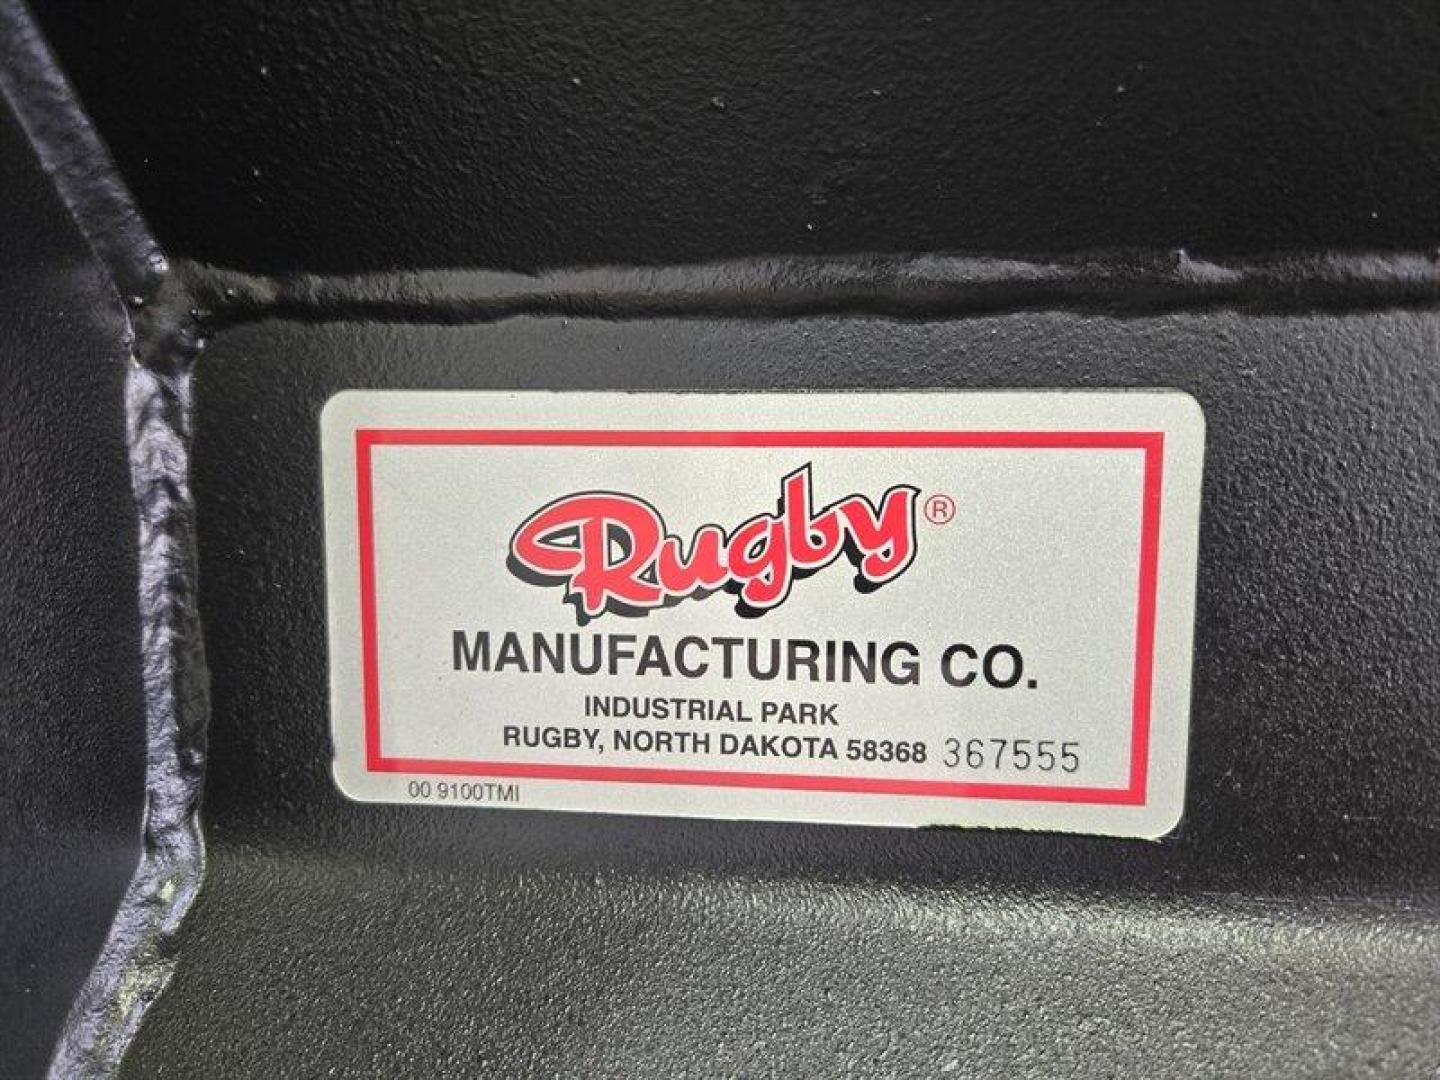 Rugby®
MANUFACTURING CO.
INDUSTRIAL PARK
RUGBY, NORTH DAKOTA 58368 367555
00 9100TMI